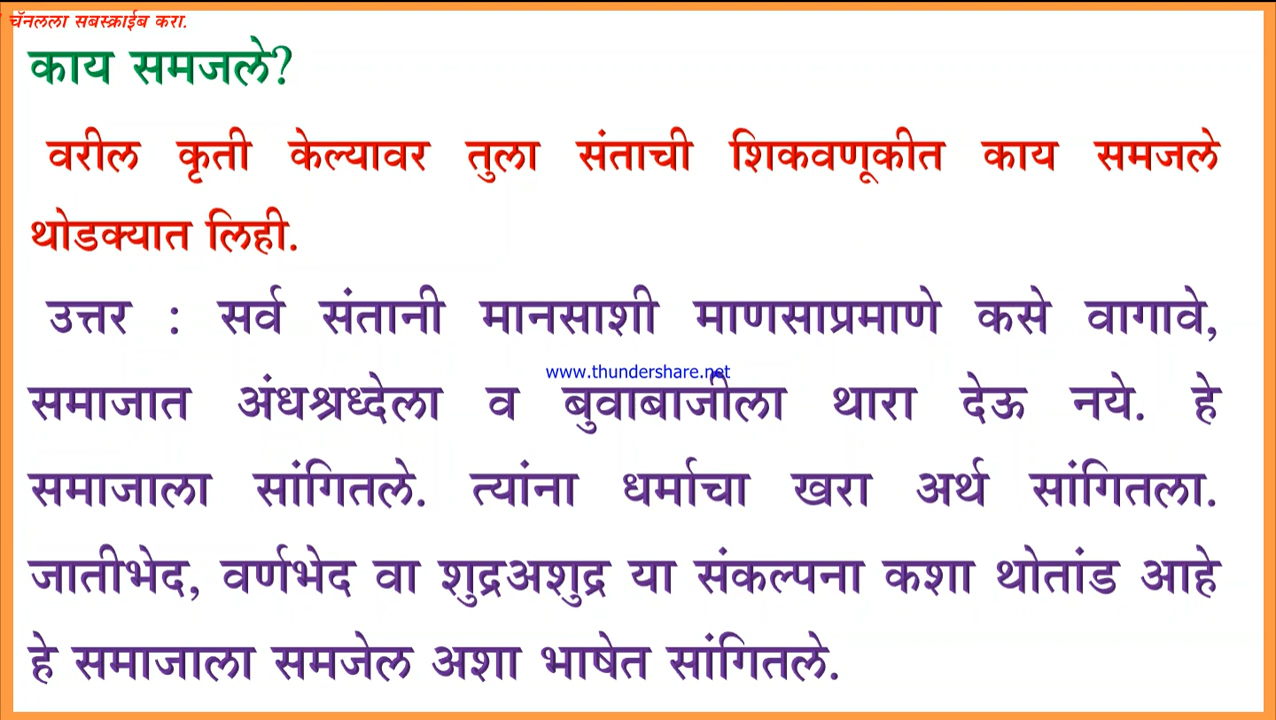 चॅनलला सबस्क्राईब करा.
काय समजले?
वरील कृती केल्यावर तुला संताची शिकवणूकीत काय समजले
थोडक्यात लिही.
उत्तर : सर्व संतानी मानसाशी माणसाप्रमाणे कसे वागावे,
www.thundershare.net
समाजात अंधश्रध्देला व बुवाबाजीला थारा देऊ नये. हे
समाजाला सांगितले. त्यांना धर्माचा खरा अर्थ सांगितला.
जातीभेद, वर्णभेद वा शुद्रअशुद्र या संकल्पना कशा थोतांड आहे
हे समाजाला समजेल अशा भाषेत सांगितले.